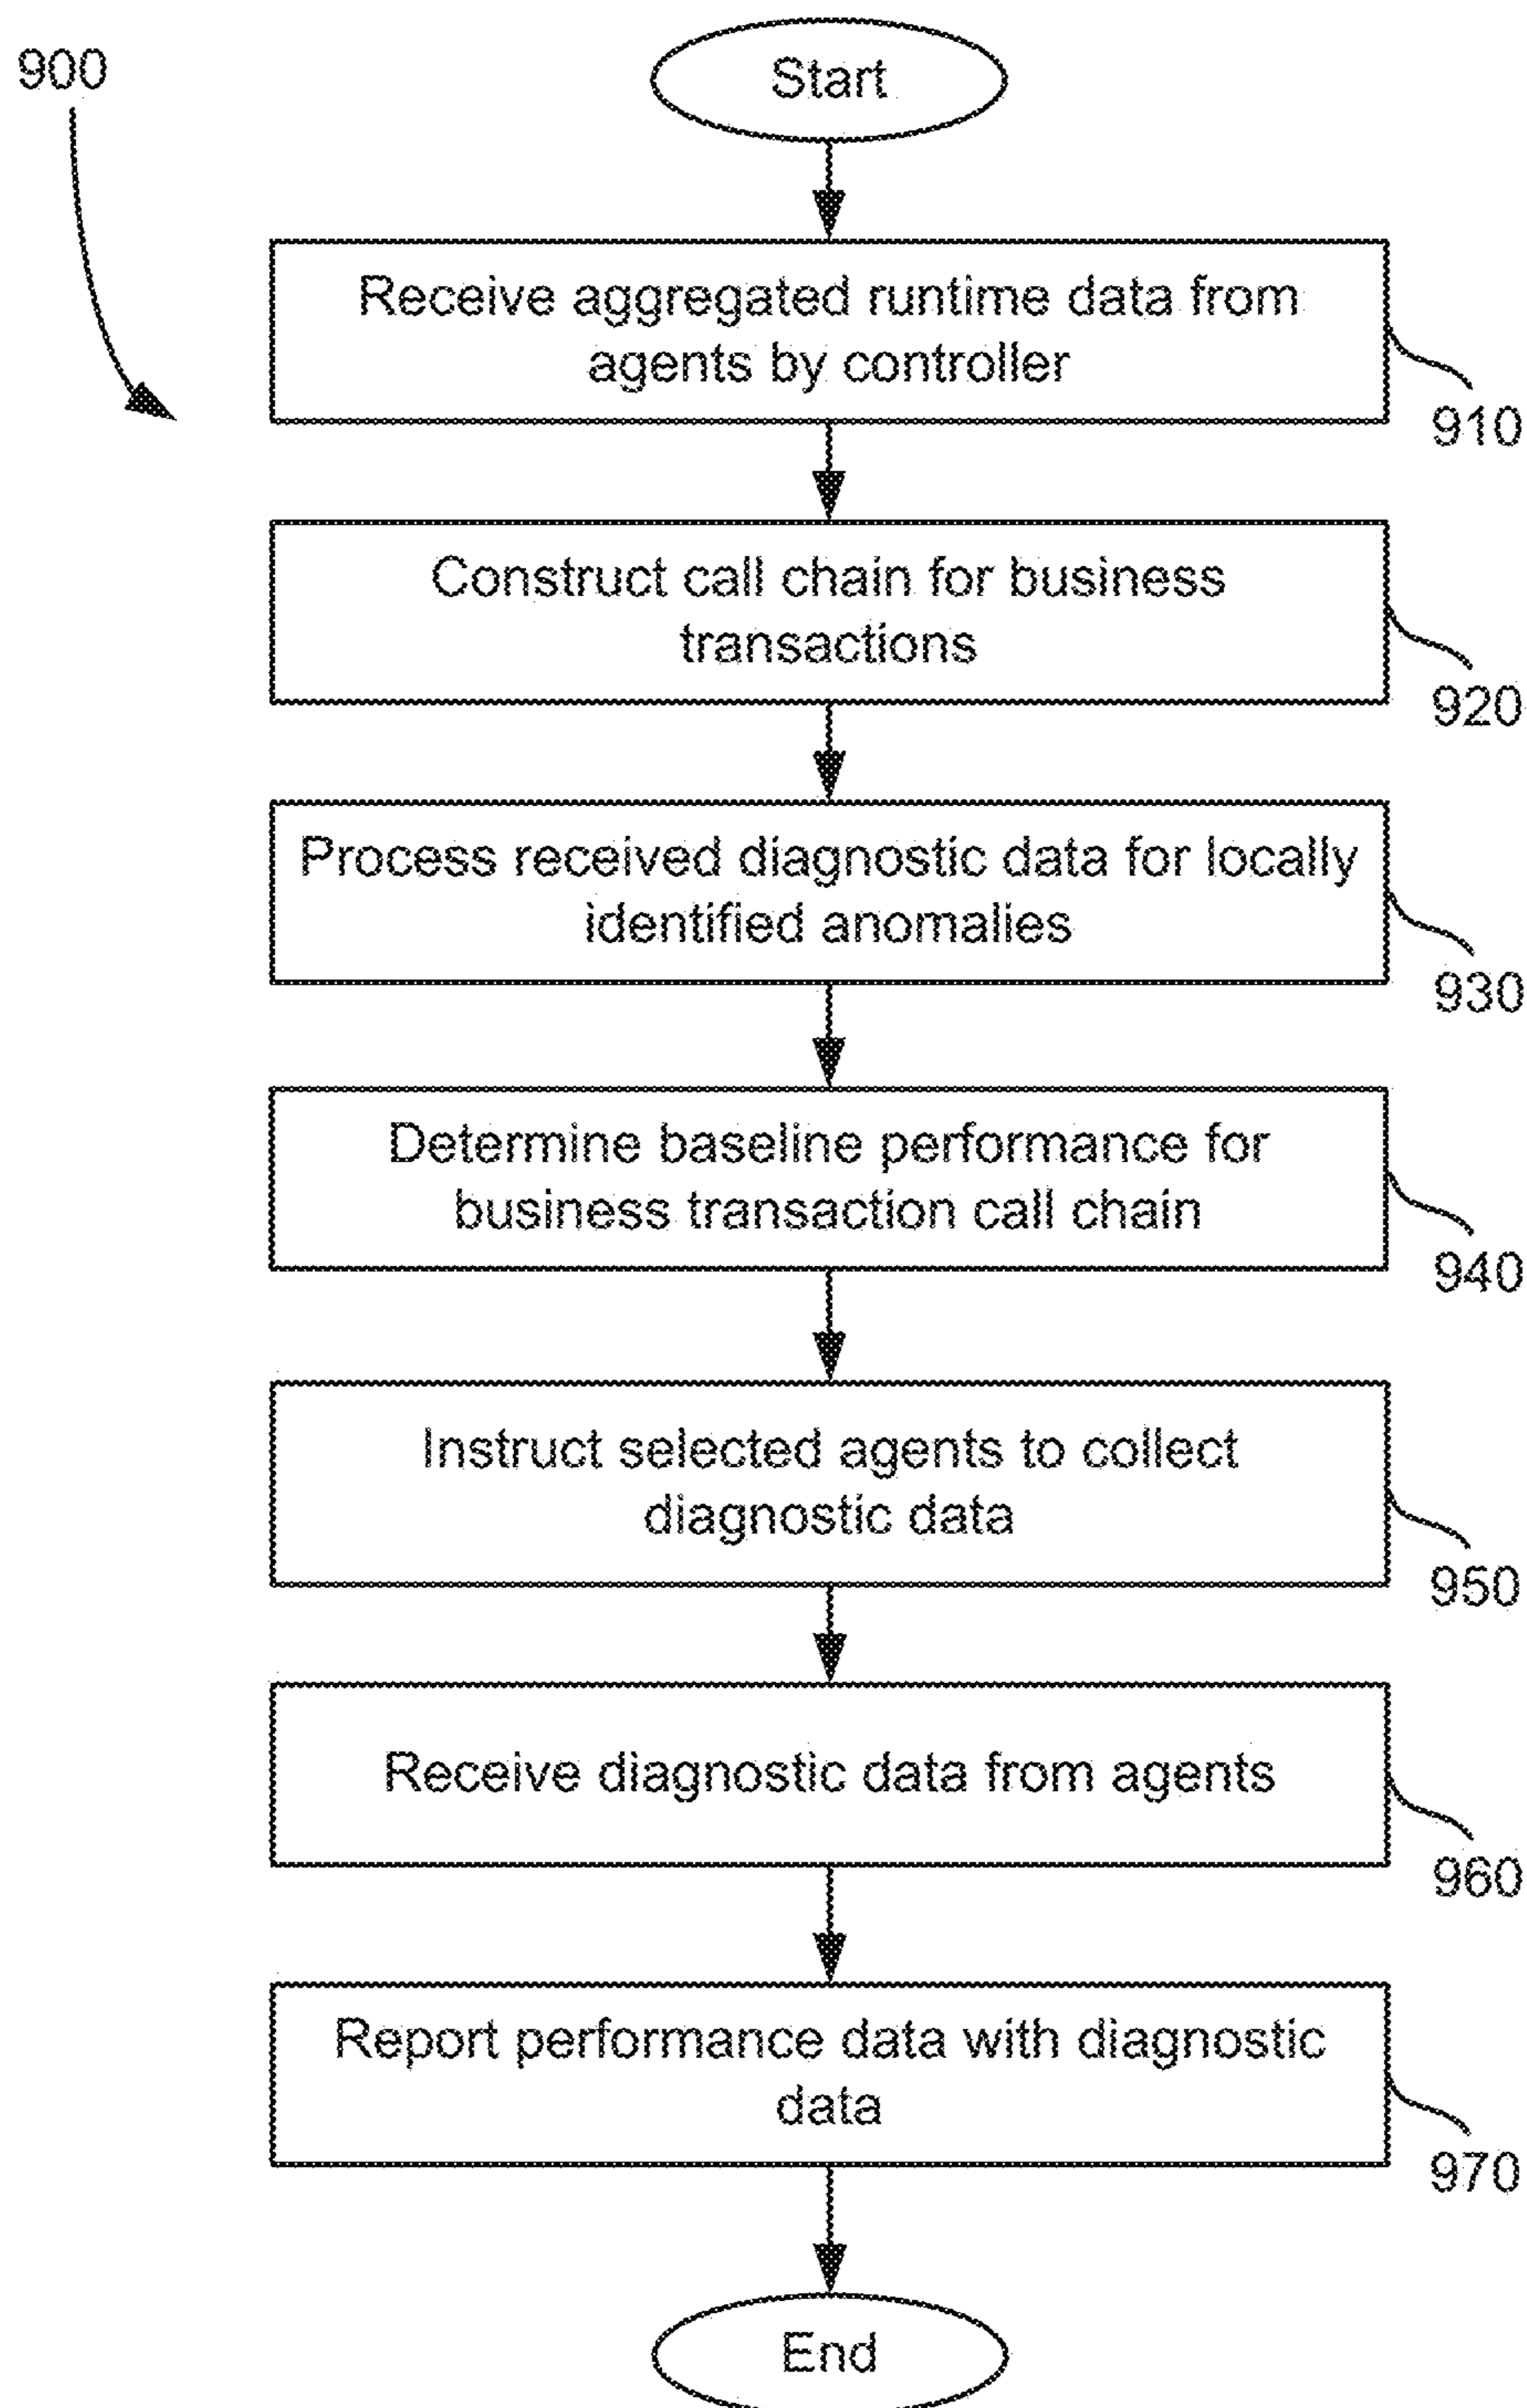 900
Start
Receive aggregated runtime data from
agents by controller
910
Construct call chain for business
transactions
920
Process received diagnostic data for locally
identified anomalies
930
Determine baseline performance for
business transaction call chain
940
Instruct selected agents to collect
diagnostic data
950
Receive diagnostic data from agents
960
Report performance data with diagnostic
data
970
End